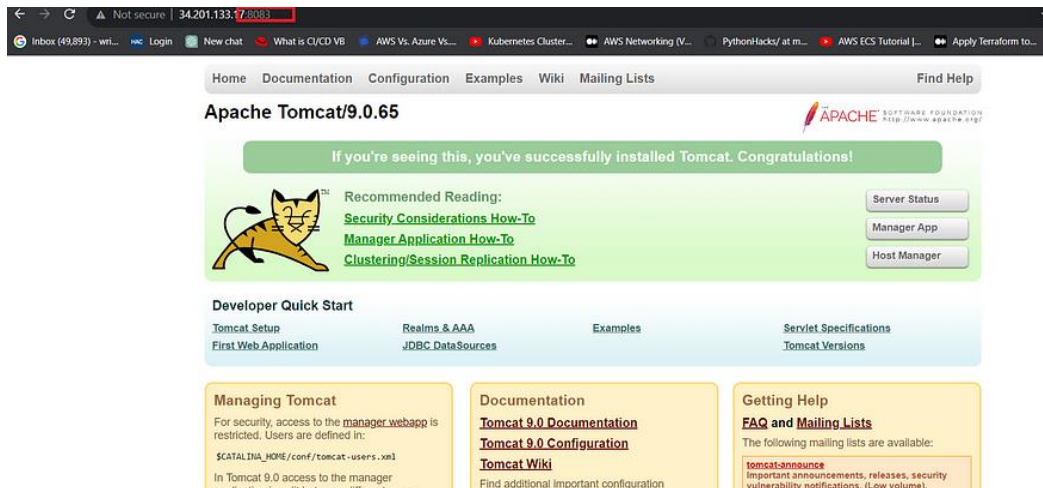 Not secure | 34.201.133.17:8083
Inbox (49,893) - wri... Login New chat What is CI/CD VB AWS Vs. Azure Vs.... Kubernetes Cluster... AWS Networking (V... PythonHacks/ at m... AWS ECS Tutorial |... Apply Terraform to...
Home Documentation Configuration Examples Wiki Mailing Lists Find Help
Apache Tomcat/9.0.65
THE APACHE SOFTWARE FOUNDATION
http://www.apache.org/
If you're seeing this, you've successfully installed Tomcat. Congratulations!
TM
Recommended Reading:
Security Considerations How-To
Manager Application How-To
Clustering/Session Replication How-To
Server Status
Manager App
Host Manager
Developer Quick Start
Tomcat Setup Realms & AAA Examples Servlet Specifications
First Web Application JDBC DataSources Tomcat Versions
Managing Tomcat
For security, access to the manager webapp is
restricted. Users are defined in:
$CATALINA_HOME/conf/tomcat-users.xml
In Tomcat 9.0 access to the manager
Documentation
Tomcat 9.0 Documentation
Tomcat 9.0 Configuration
Tomcat Wiki
Find additional important configuration
Getting Help
FAQ and Mailing Lists
The following mailing lists are available:
tomcat-announce
Important announcements, releases, security
vulnerability notifications. (Low volume).